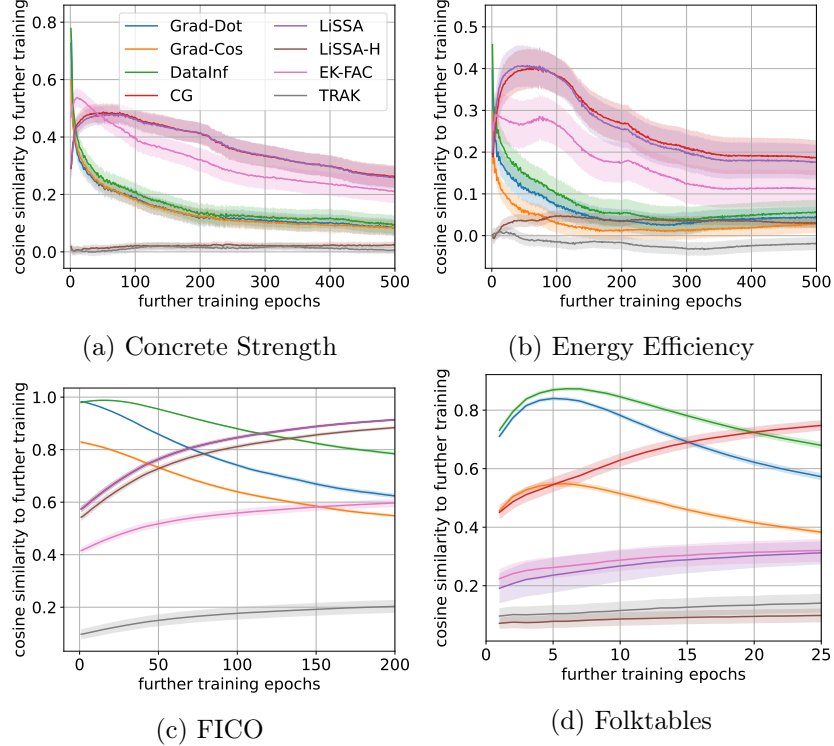 Grad-Dot
Grad-Cos
DataInf
CG
LiSSA
LiSSA-H
EK-FAC
TRAK
cosine similarity to further training
0.8
0.6
0.4
0.2
0.0
0 100 200 300 400 500
further training epochs
(a) Concrete Strength
cosine similarity to further training
0.5
0.4
0.3
0.2
0.1
0.0
0 100 200 300 400 500
further training epochs
(b) Energy Efficiency
cosine similarity to further training
1.0
0.8
0.6
0.4
0.2
0 50 100 150 200
further training epochs
(c) FICO
cosine similarity to further training
0.8
0.6
0.4
0.2
0 5 10 15 20 25
further training epochs
(d) Folktables